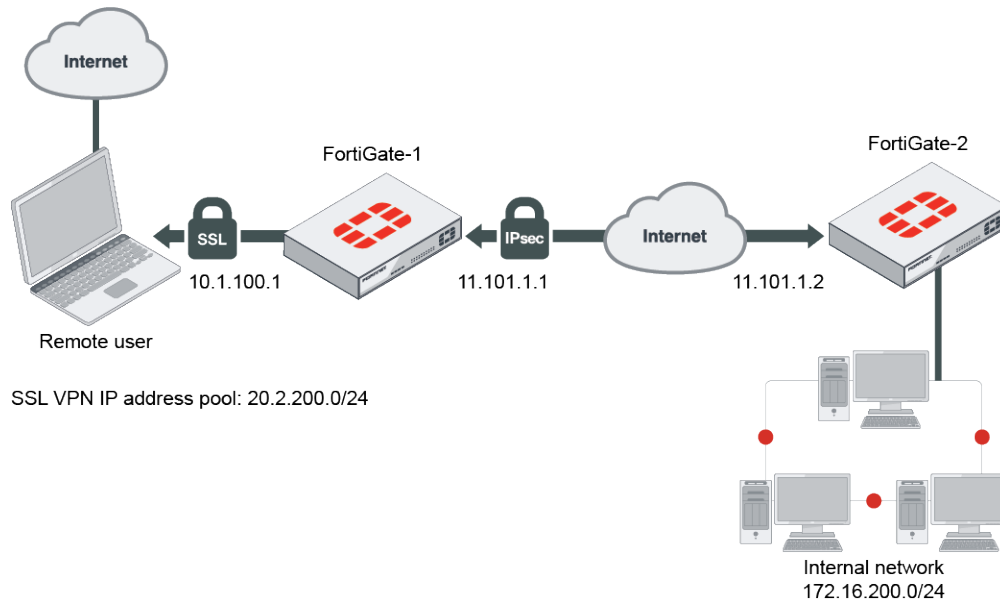 Internet
FortiGate-1
FortiGate-2
SSL
IPsec
Internet
10.1.100.1
11.101.1.1
11.101.1.2
Remote user
SSL VPN IP address pool: 20.2.200.0/24
Internal network
172.16.200.0/24